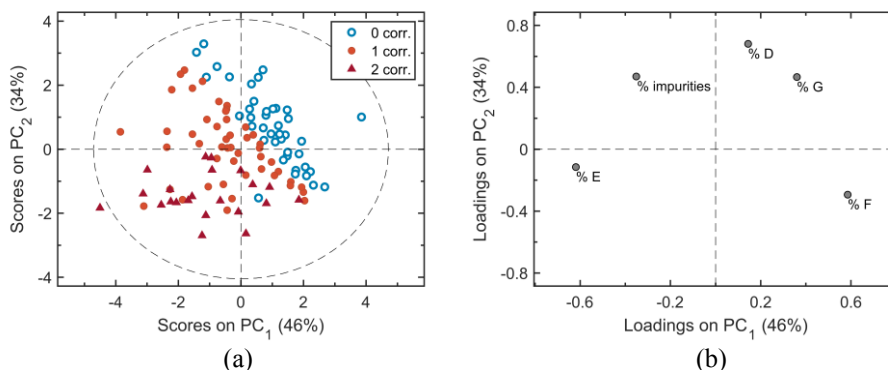 Scores on PC2 (34%)
4
2
0
-2
-4
0 corr.
1 corr.
2 corr.
-4
-2
0
2
4
Scores on PC1 (46%)
(a)
Loadings on PC2 (34%)
0.8
0.4
0
-0.4
-0.8
% D
% impurities
% G
% E
% F
-0.6
-0.2
0.2
0.6
Loadings on PC1 (46%)
(b)